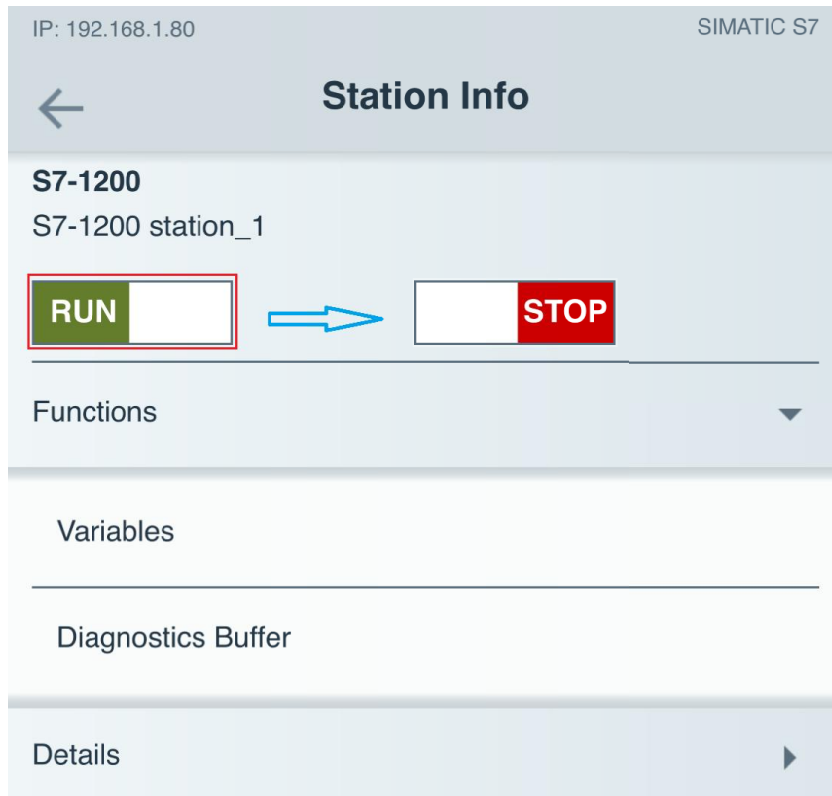 IP: 192.168.1.80 SIMATIC S7
Station Info
S7-1200
S7-1200 station_1
RUN STOP
Functions
Variables
Diagnostics Buffer
Details